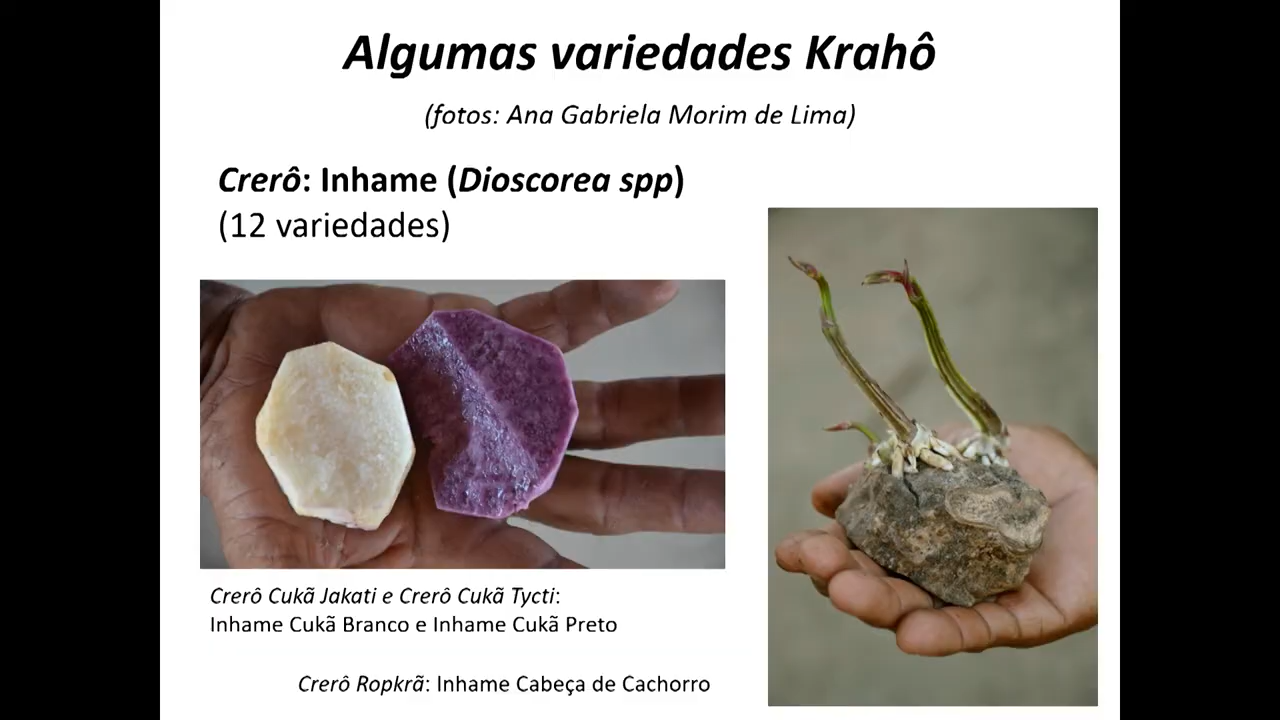 Algumas variedades Krahô
(fotos: Ana Gabriela Morim de Lima)
Crerô: Inhame (Dioscorea spp)
(12 variedades)
Crerô Cukã Jakati e Crerô Cukã Tycti:
Inhame Cukã Branco e Inhame Cukã Preto
Crerô Ropkrã: Inhame Cabeça de Cachorro